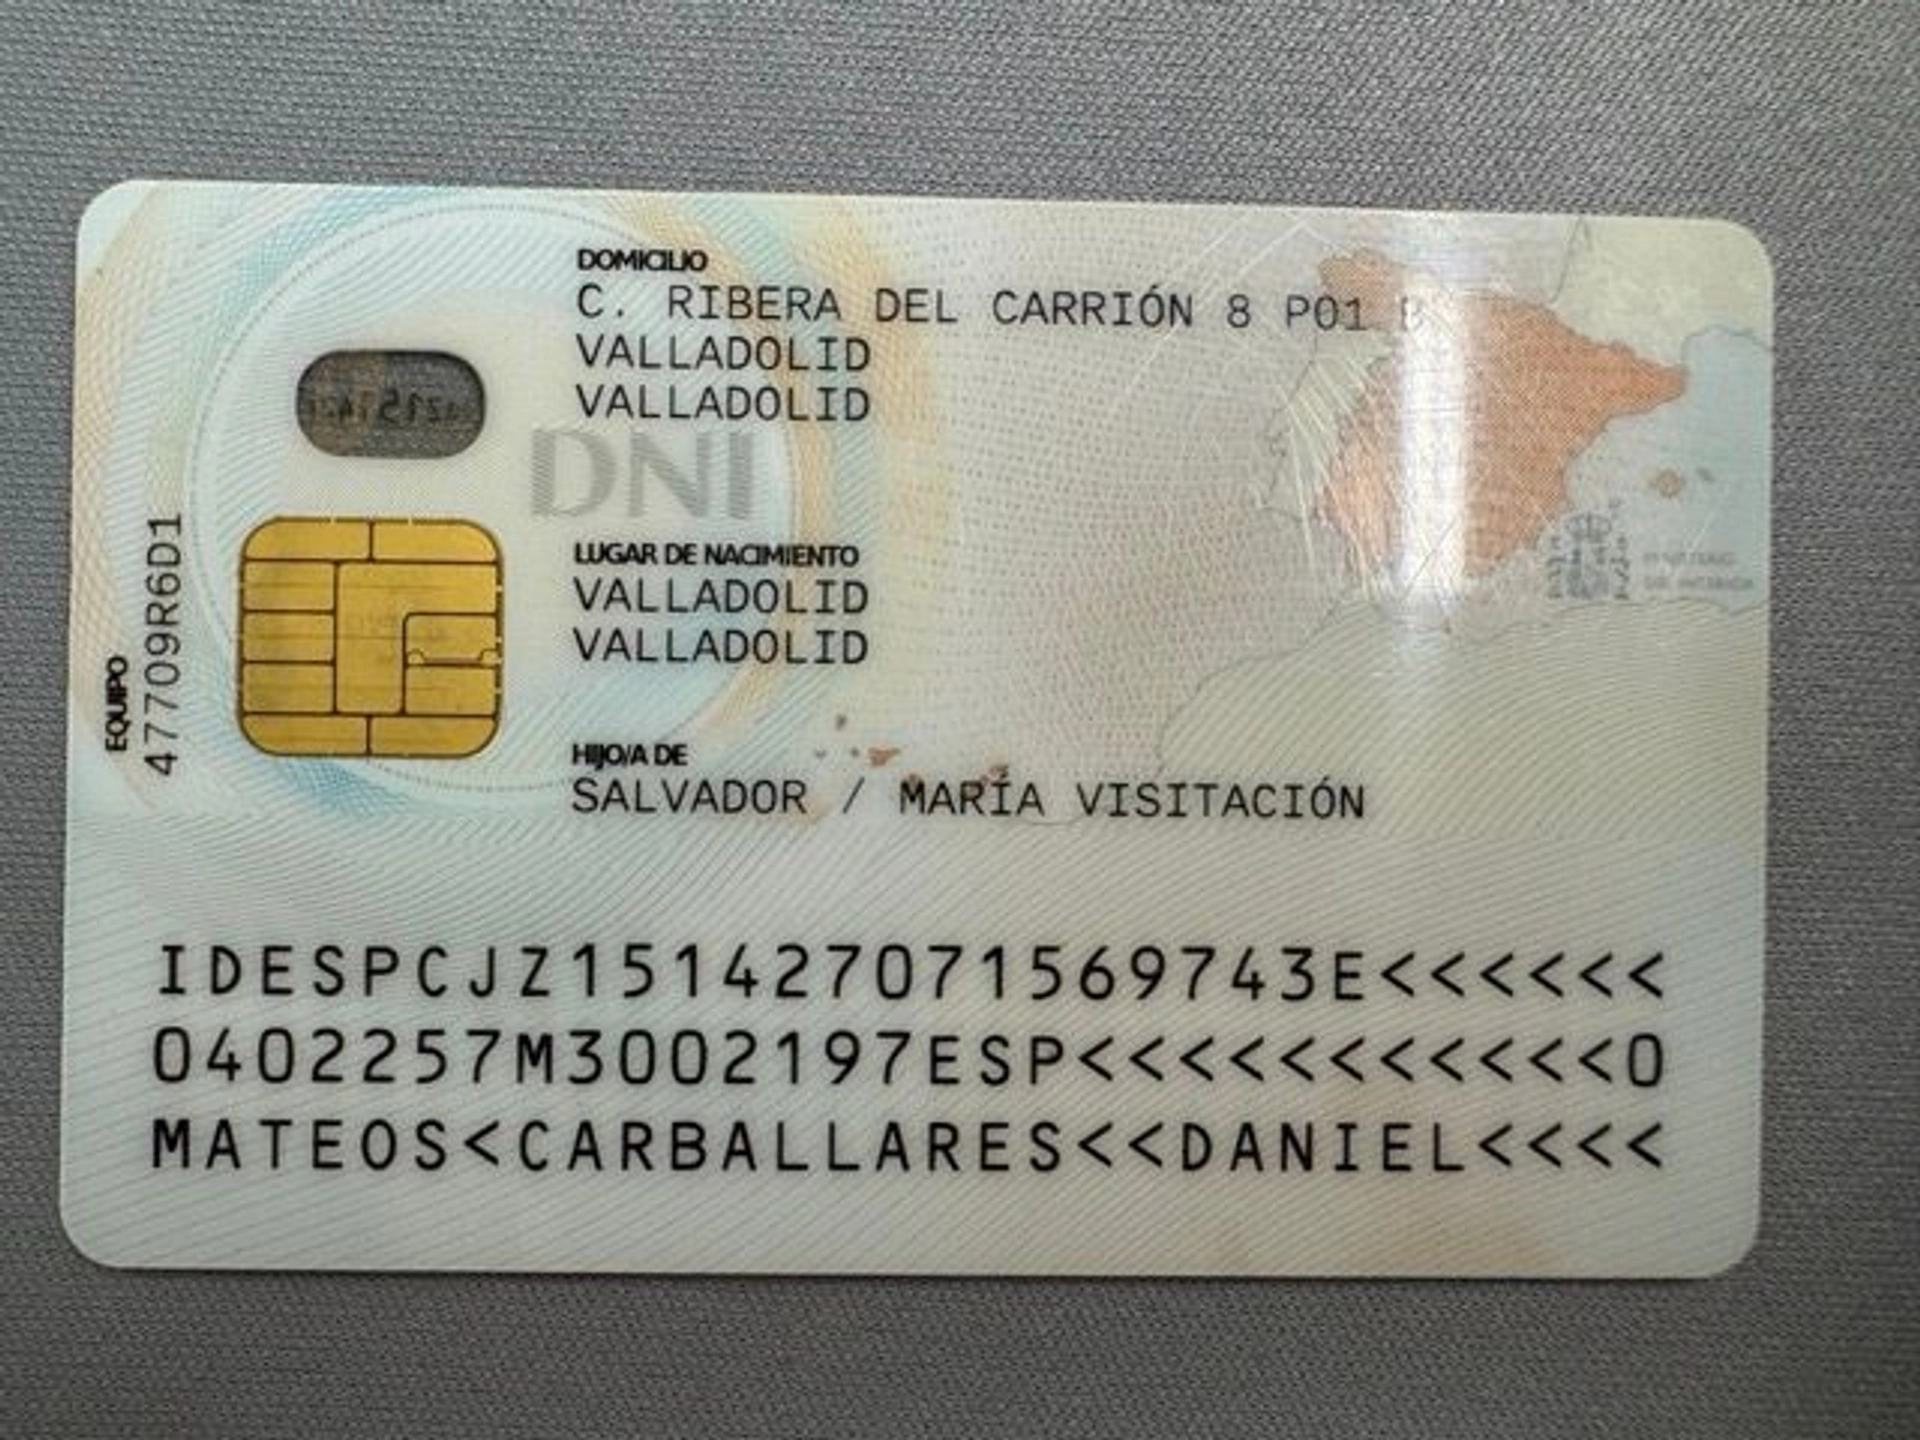 DOMICILIO
C. RIBERA DEL CARRIÓN 8 P01 B
VALLADOLID
VALLADOLID
DNI
LUGAR DE NACIMIENTO
VALLADOLID
VALLADOLID
HIJO/A DE
SALVADOR / MARÍA VISITACIÓN
EQUIPO
47709R6D1
IDESPCJZ151427071569743E<<<<<<
0402257M3002197ESP<<<<<<<<<<<0
MATEOS<CARBALLARES<<DANIEL<<<<